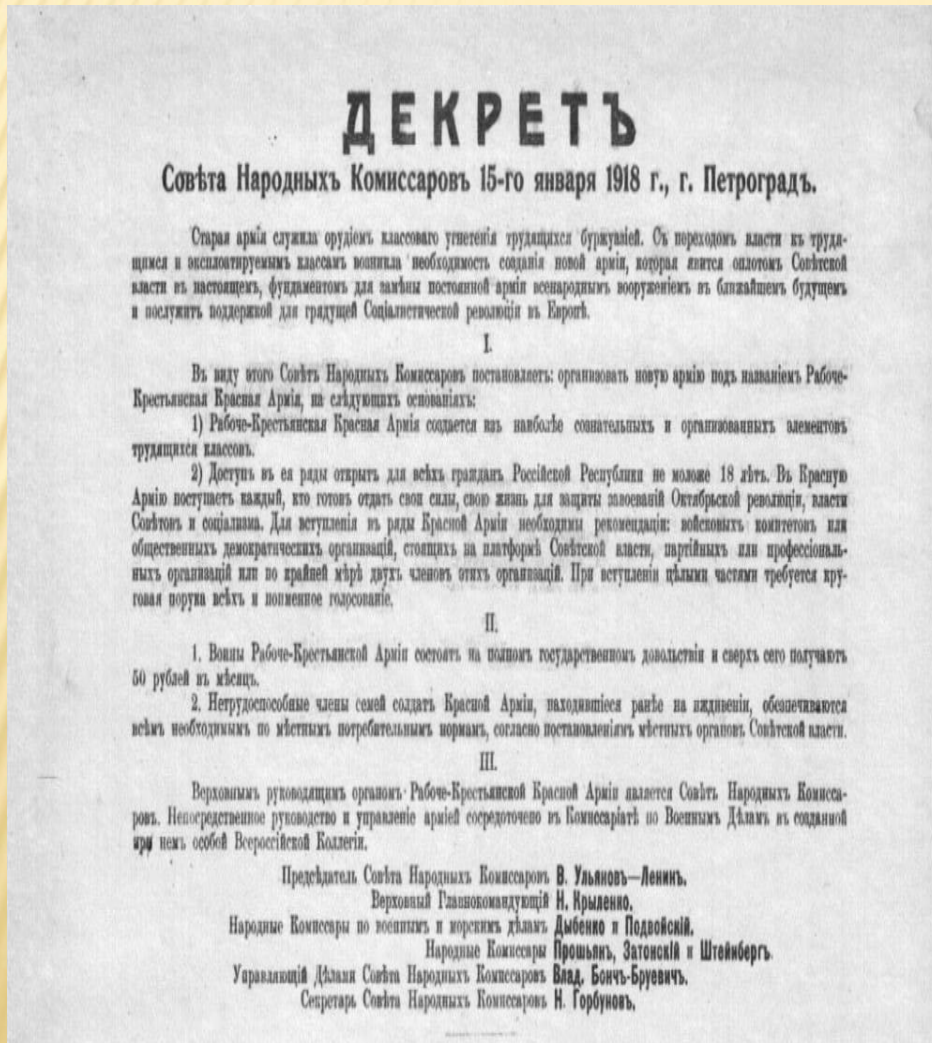 ДЕКРЕТЪ
Совѣта Народныхъ Комиссаровъ 15-го января 1918 г., г. Петроградъ.
Старая армія служила орудіемъ классоваго угнетенія трудящихся буржуазіей. Съ переходомъ власти къ трудя-
щимся и эксплоатируемымъ классамъ возникла необходимость созданія новой арміи, которая явится оплотомъ Совѣтской
власти въ настоящемъ, фундаментомъ для замѣны постоянной арміи всенароднымъ вооруженіемъ въ ближайшемъ будущемъ
и послужитъ поддержкой для грядущей Соціалистической революціи въ Европѣ.
I.
Въ виду этого Совѣтъ Народныхъ Комиссаровъ постановляетъ: организовать новую армію подъ названіемъ Рабоче-
Крестьянская Красная Армія, на слѣдующихъ основаніяхъ:
1) Рабоче-Крестьянская Красная Армія создается изъ наиболѣе сознательныхъ и организованныхъ элементовъ
трудящихся классовъ.
2) Доступъ въ ея ряды открытъ для всѣхъ гражданъ Россійской Республики не моложе 18 лѣтъ. Въ Красную
Армію поступаетъ каждый, кто готовъ отдать свои силы, свою жизнь для защиты завоеваній Октябрьской революціи, власти
Совѣтовъ и соціализма. Для вступленія въ ряды Красной Арміи необходимы рекомендаціи: войсковыхъ комитетовъ или
общественныхъ демократическихъ организацій, стоящихъ на платформѣ Совѣтской власти, партійныхъ или профессіональ-
ныхъ организацій или по крайней мѣрѣ двухъ членовъ этихъ организацій. При вступленіи цѣлыми частями требуется кру-
говая порука всѣхъ и поименное голосованіе.
II.
1. Воины Рабоче-Крестьянской Арміи состоятъ на полномъ государственномъ довольствіи и сверхъ сего получаютъ
50 рублей въ мѣсяцъ.
2. Нетрудоспособные члены семей солдатъ Красной Арміи, находившіеся ранѣе на иждивеніи, обезпечиваются
всѣмъ необходимымъ по мѣстнымъ потребительнымъ нормамъ, согласно постановленіямъ мѣстныхъ органовъ Совѣтской власти.
III.
Верховнымъ руководящимъ органомъ Рабоче-Крестьянской Красной Арміи является Совѣтъ Народныхъ Комисса-
ровъ. Непосредственное руководство и управленіе арміей сосредоточено въ Комиссаріатѣ по Военнымъ Дѣламъ въ созданной
при немъ особой Всероссійской Коллегіи.
Предсѣдатель Совѣта Народныхъ Комиссаровъ В. Ульяновъ—Ленинъ.
Верховный Главнокомандующій Н. Крыленко.
Народные Комиссары по военнымъ и морскимъ дѣламъ Дыбенко и Подвойскій.
Народные Комиссары Прошьянъ, Затонскій и Штейнбергъ.
Управляющій Дѣлами Совѣта Народныхъ Комиссаровъ Влад. Бончъ-Бруевичъ.
Секретарь Совѣта Народныхъ Комиссаровъ Н. Горбуновъ.